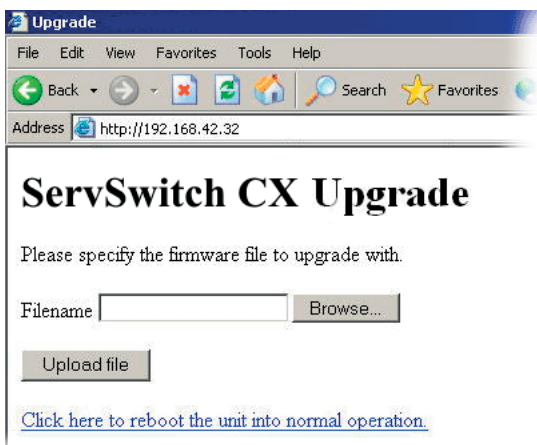 Upgrade
File Edit View Favorites Tools Help
Back Search Favorites
Address http://192.168.42.32
ServSwitch CX Upgrade
Please specify the firmware file to upgrade with.
Filename Browse...
Upload file
Click here to reboot the unit into normal operation.